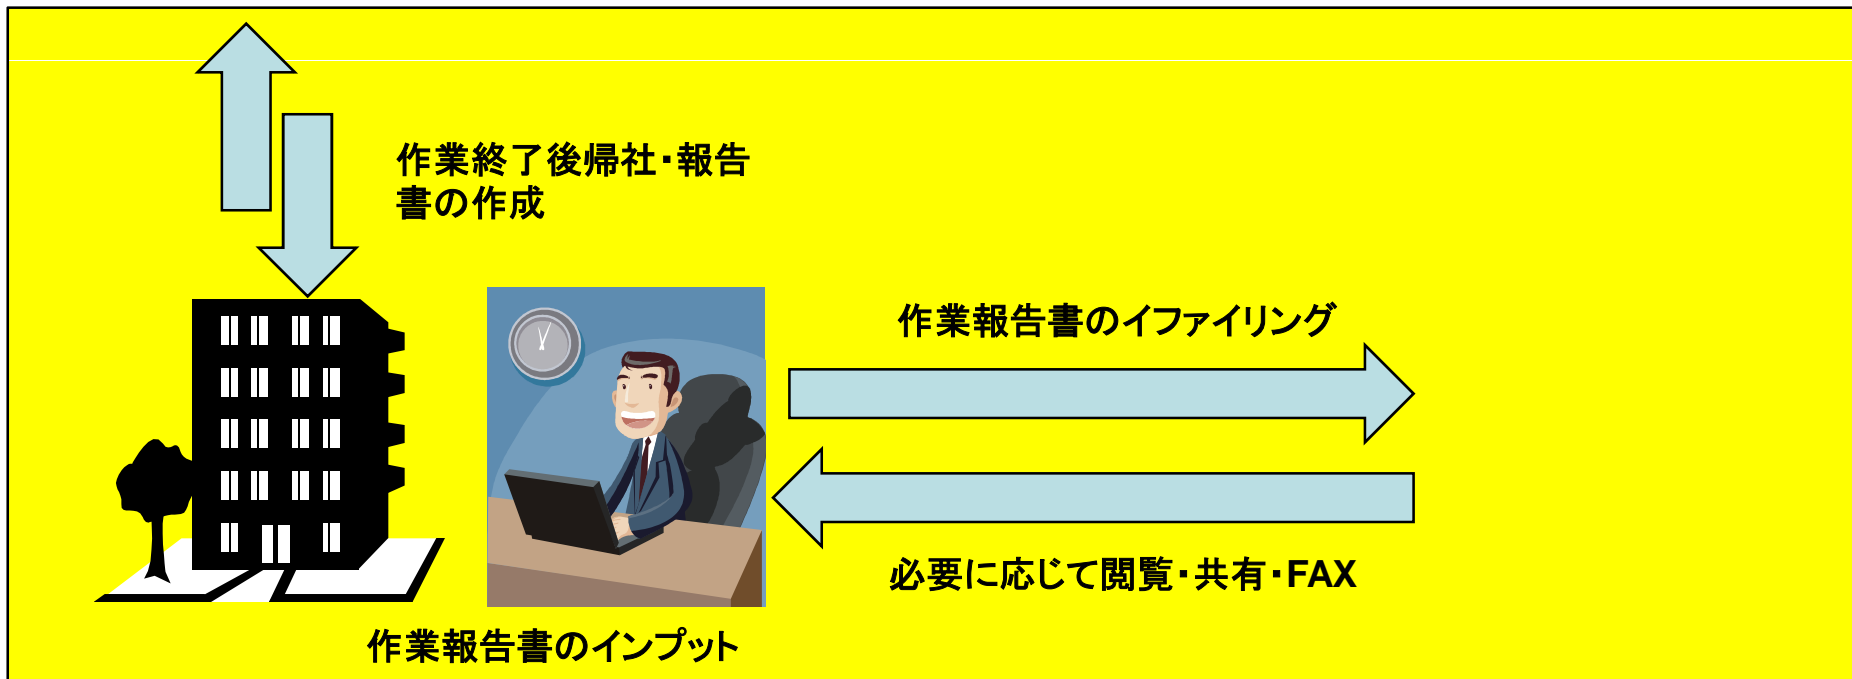 作業終了後帰社・報告
書の作成
作業報告書のイファイリング
必要に応じて閲覧・共有・FAX
作業報告書のインプット